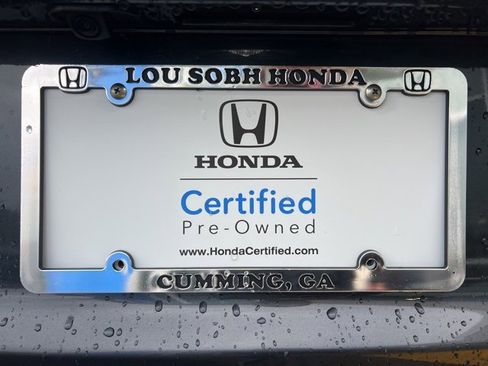 LOU SOBH HONDA
HONDA
Certified
Pre-Owned
www.HondaCertified.com
CUMMING, GA